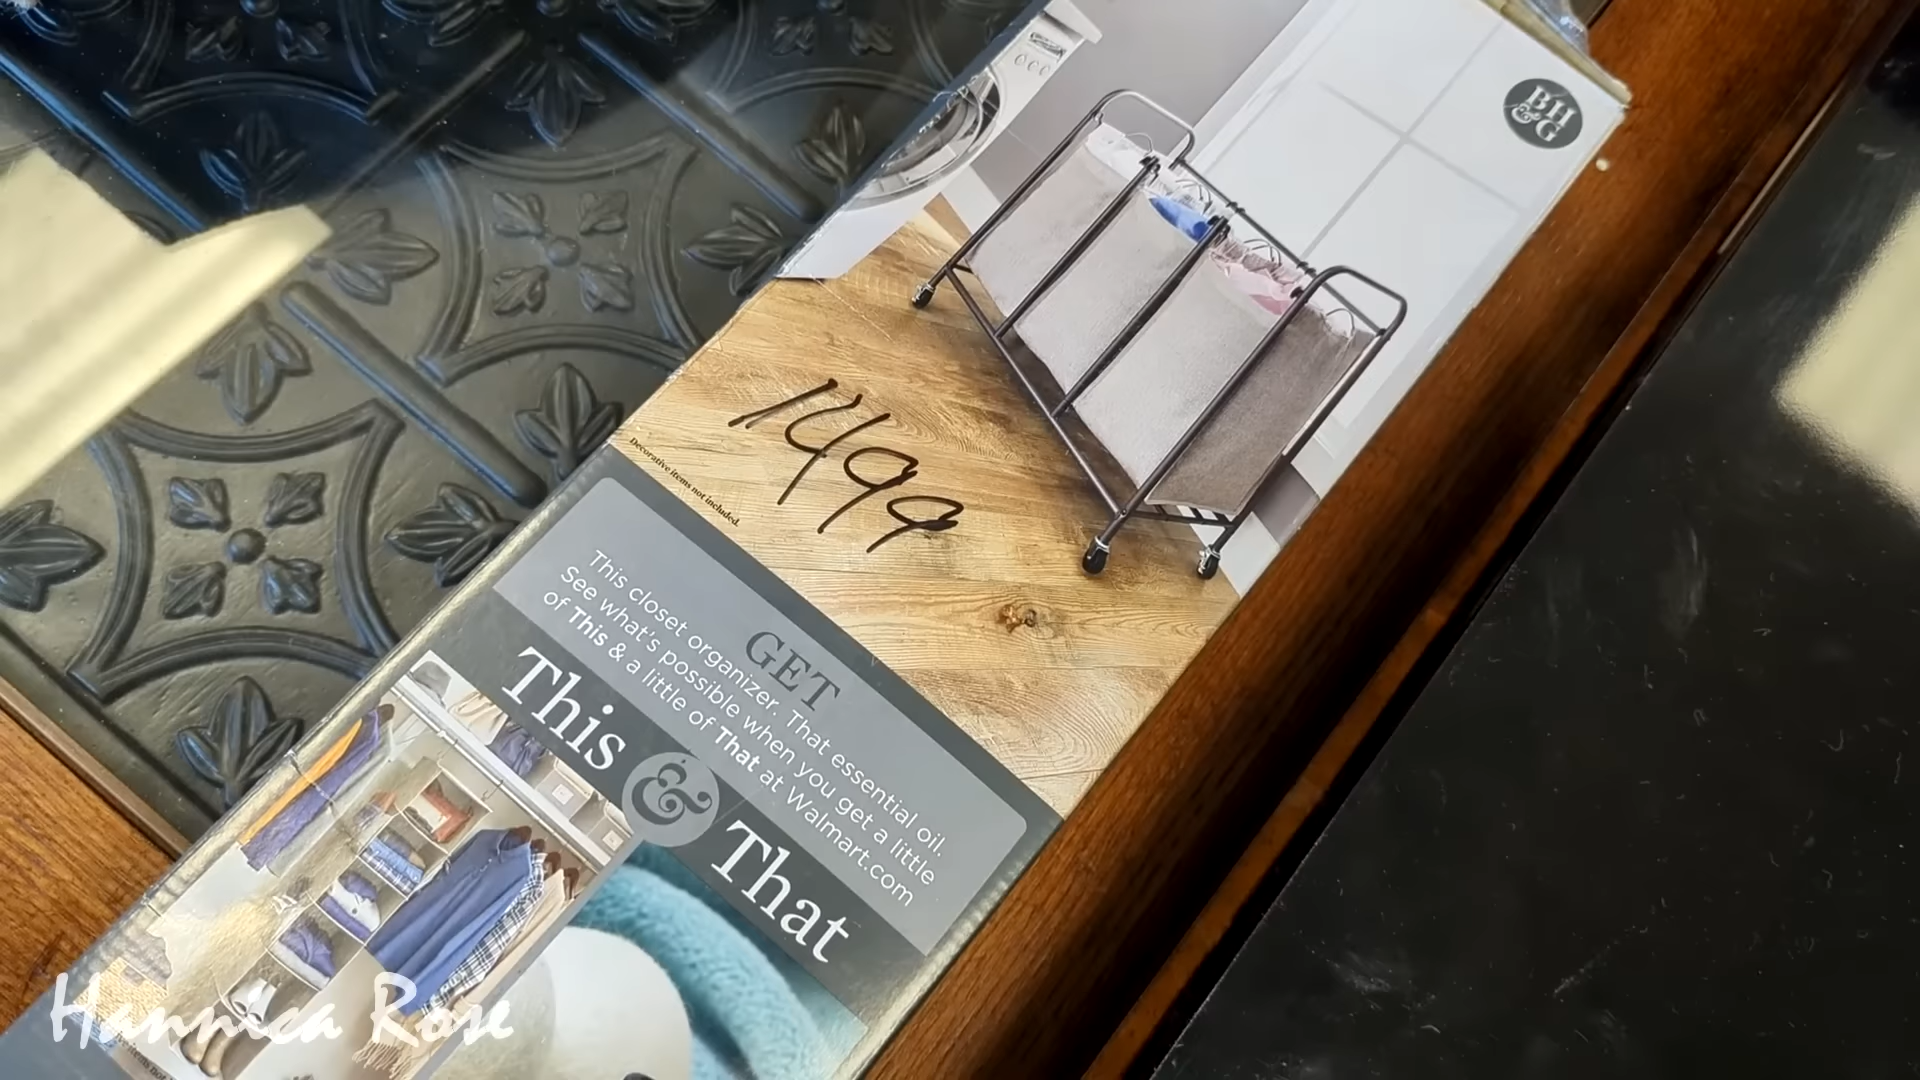 BH
&G
1499
Decorative items not included.
GET
This closet organizer. That essential oil.
See what's possible when you get a little
of This & a little of That at Walmart.com
This & That
Hannica Rose